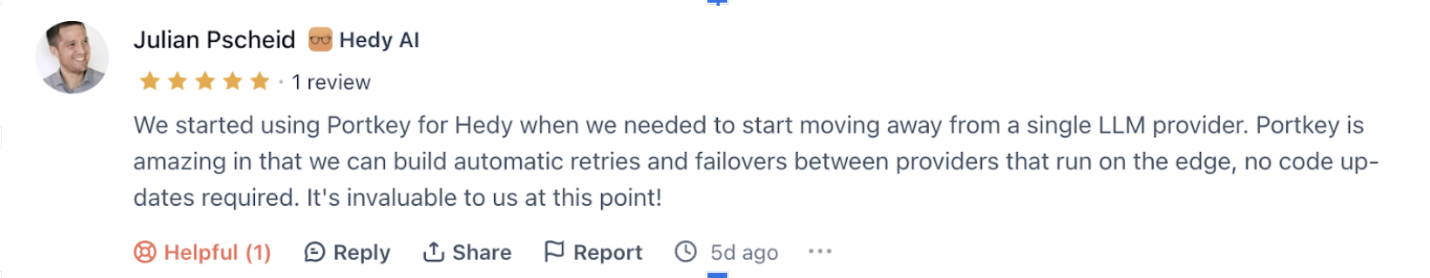 Julian Pscheid Hedy AI
· 1 review
We started using Portkey for Hedy when we needed to start moving away from a single LLM provider. Portkey is
amazing in that we can build automatic retries and failovers between providers that run on the edge, no code up-
dates required. It's invaluable to us at this point!
Helpful (1) Reply Share Report 5d ago ···